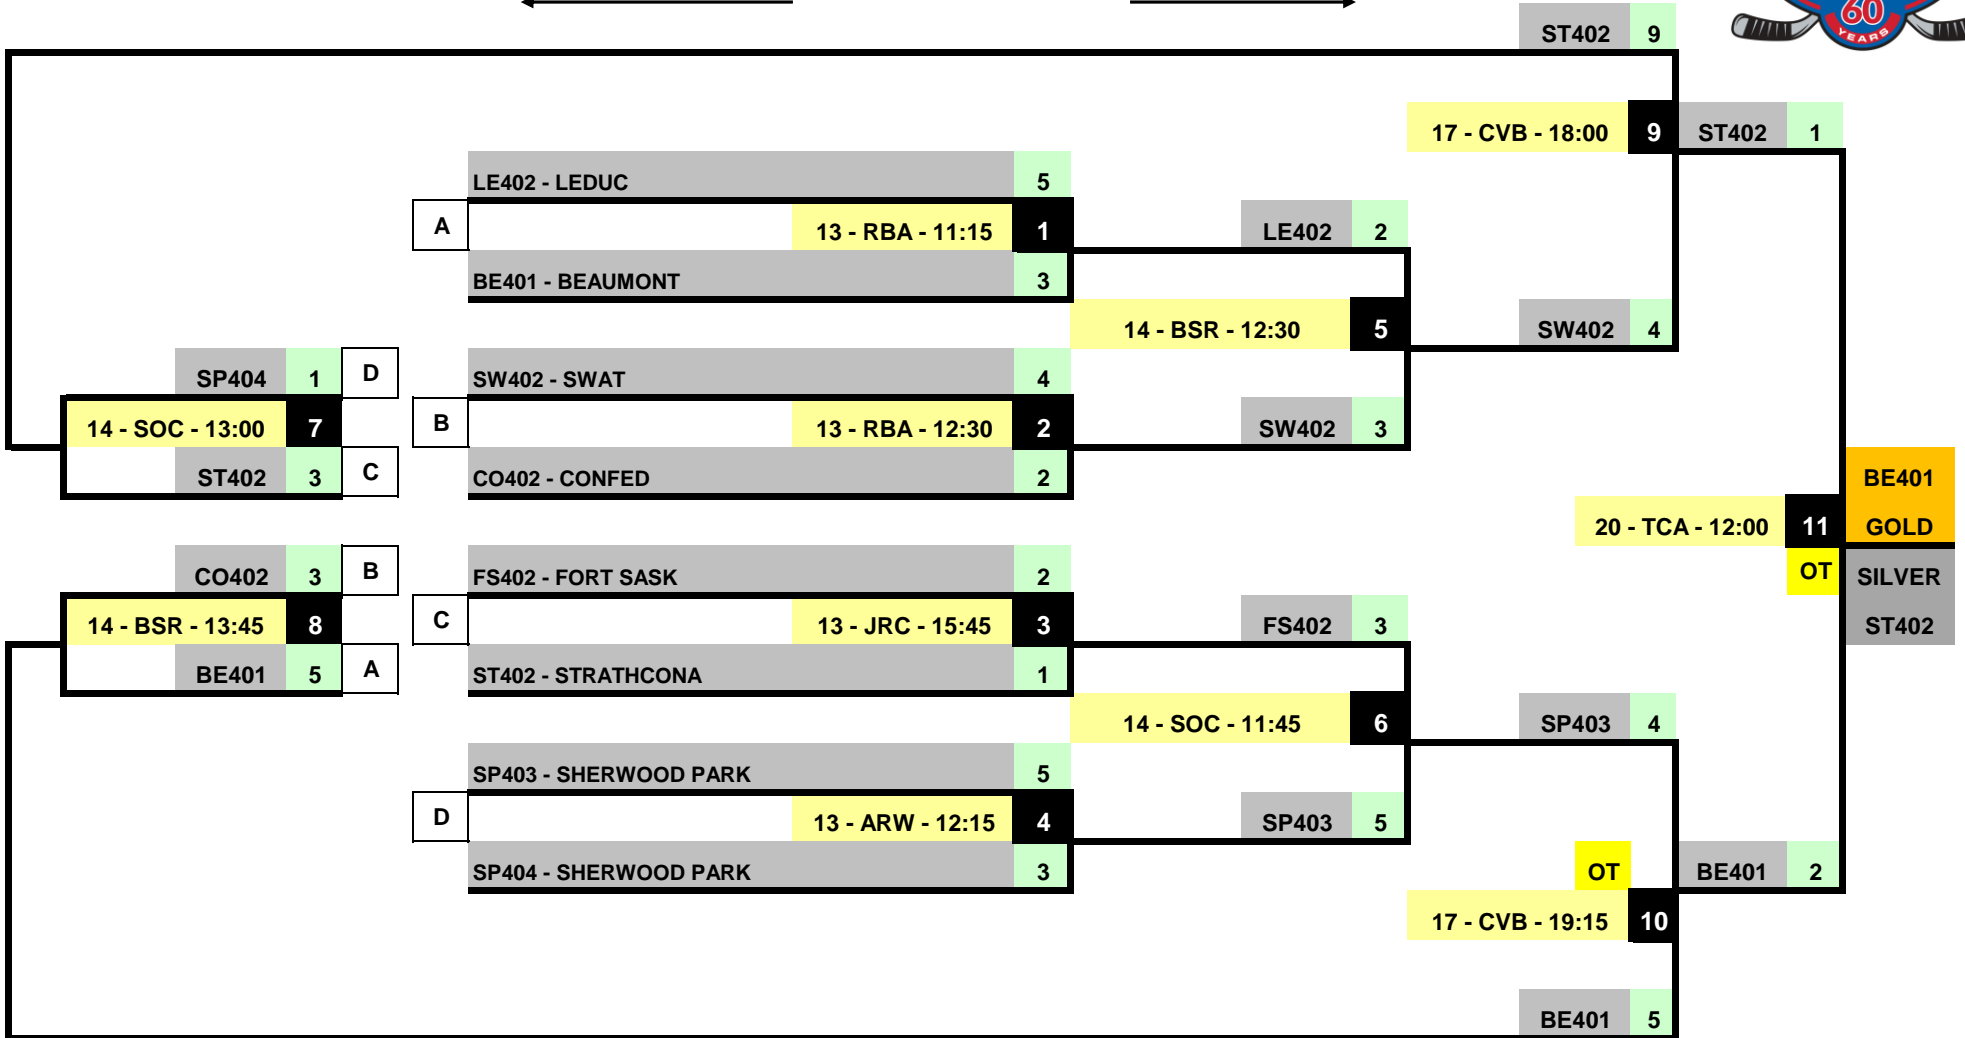 60
YEARS
ST402 9
17 - CVB - 18:00 9 ST402 1
LE402 - LEDUC 5
A 13 - RBA - 11:15 1 LE402 2
BE401 - BEAUMONT 3
14 - BSR - 12:30 5 SW402 4
SP404 1 D SW402 - SWAT 4
14 - SOC - 13:00 7 B 13 - RBA - 12:30 2 SW402 3
ST402 3 C CO402 - CONFED 2 BE401
20 - TCA - 12:00 11 GOLD
CO402 3 B FS402 - FORT SASK 2 OT SILVER
14 - BSR - 13:45 8 C 13 - JRC - 15:45 3 FS402 3 ST402
BE401 5 A ST402 - STRATHCONA 1
14 - SOC - 11:45 6 SP403 4
SP403 - SHERWOOD PARK 5
D 13 - ARW - 12:15 4 SP403 5
SP404 - SHERWOOD PARK 3 OT BE401 2
17 - CVB - 19:15 10
BE401 5